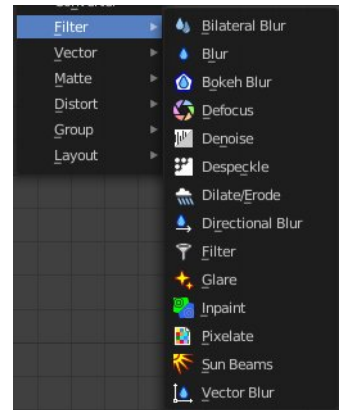 Filter
Vector
Matte
Distort
Group
Layout
Bilateral Blur
Blur
Bokeh Blur
Defocus
Denoise
Despeckle
Dilate/Erode
Directional Blur
Filter
Glare
Inpaint
Pixelate
Sun Beams
Vector Blur